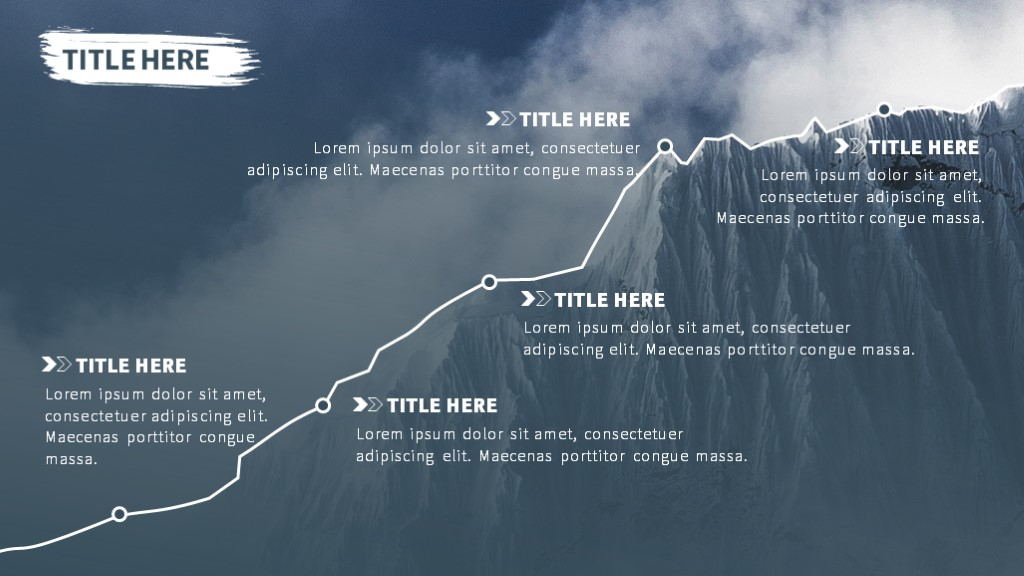 TITLE HERE
TITLE HERE
Lorem ipsum dolor sit amet, consectetuer
adipiscing elit. Maecenas porttitor congue massa.
TITLE HERE
Lorem ipsum dolor sit amet,
consectetuer adipiscing elit.
Maecenas porttitor congue massa.
TITLE HERE
Lorem ipsum dolor sit amet, consectetuer
adipiscing elit. Maecenas porttitor congue massa.
TITLE HERE
Lorem ipsum dolor sit amet,
consectetuer adipiscing elit.
Maecenas porttitor congue
massa.
TITLE HERE
Lorem ipsum dolor sit amet, consectetuer
adipiscing elit. Maecenas porttitor congue massa.